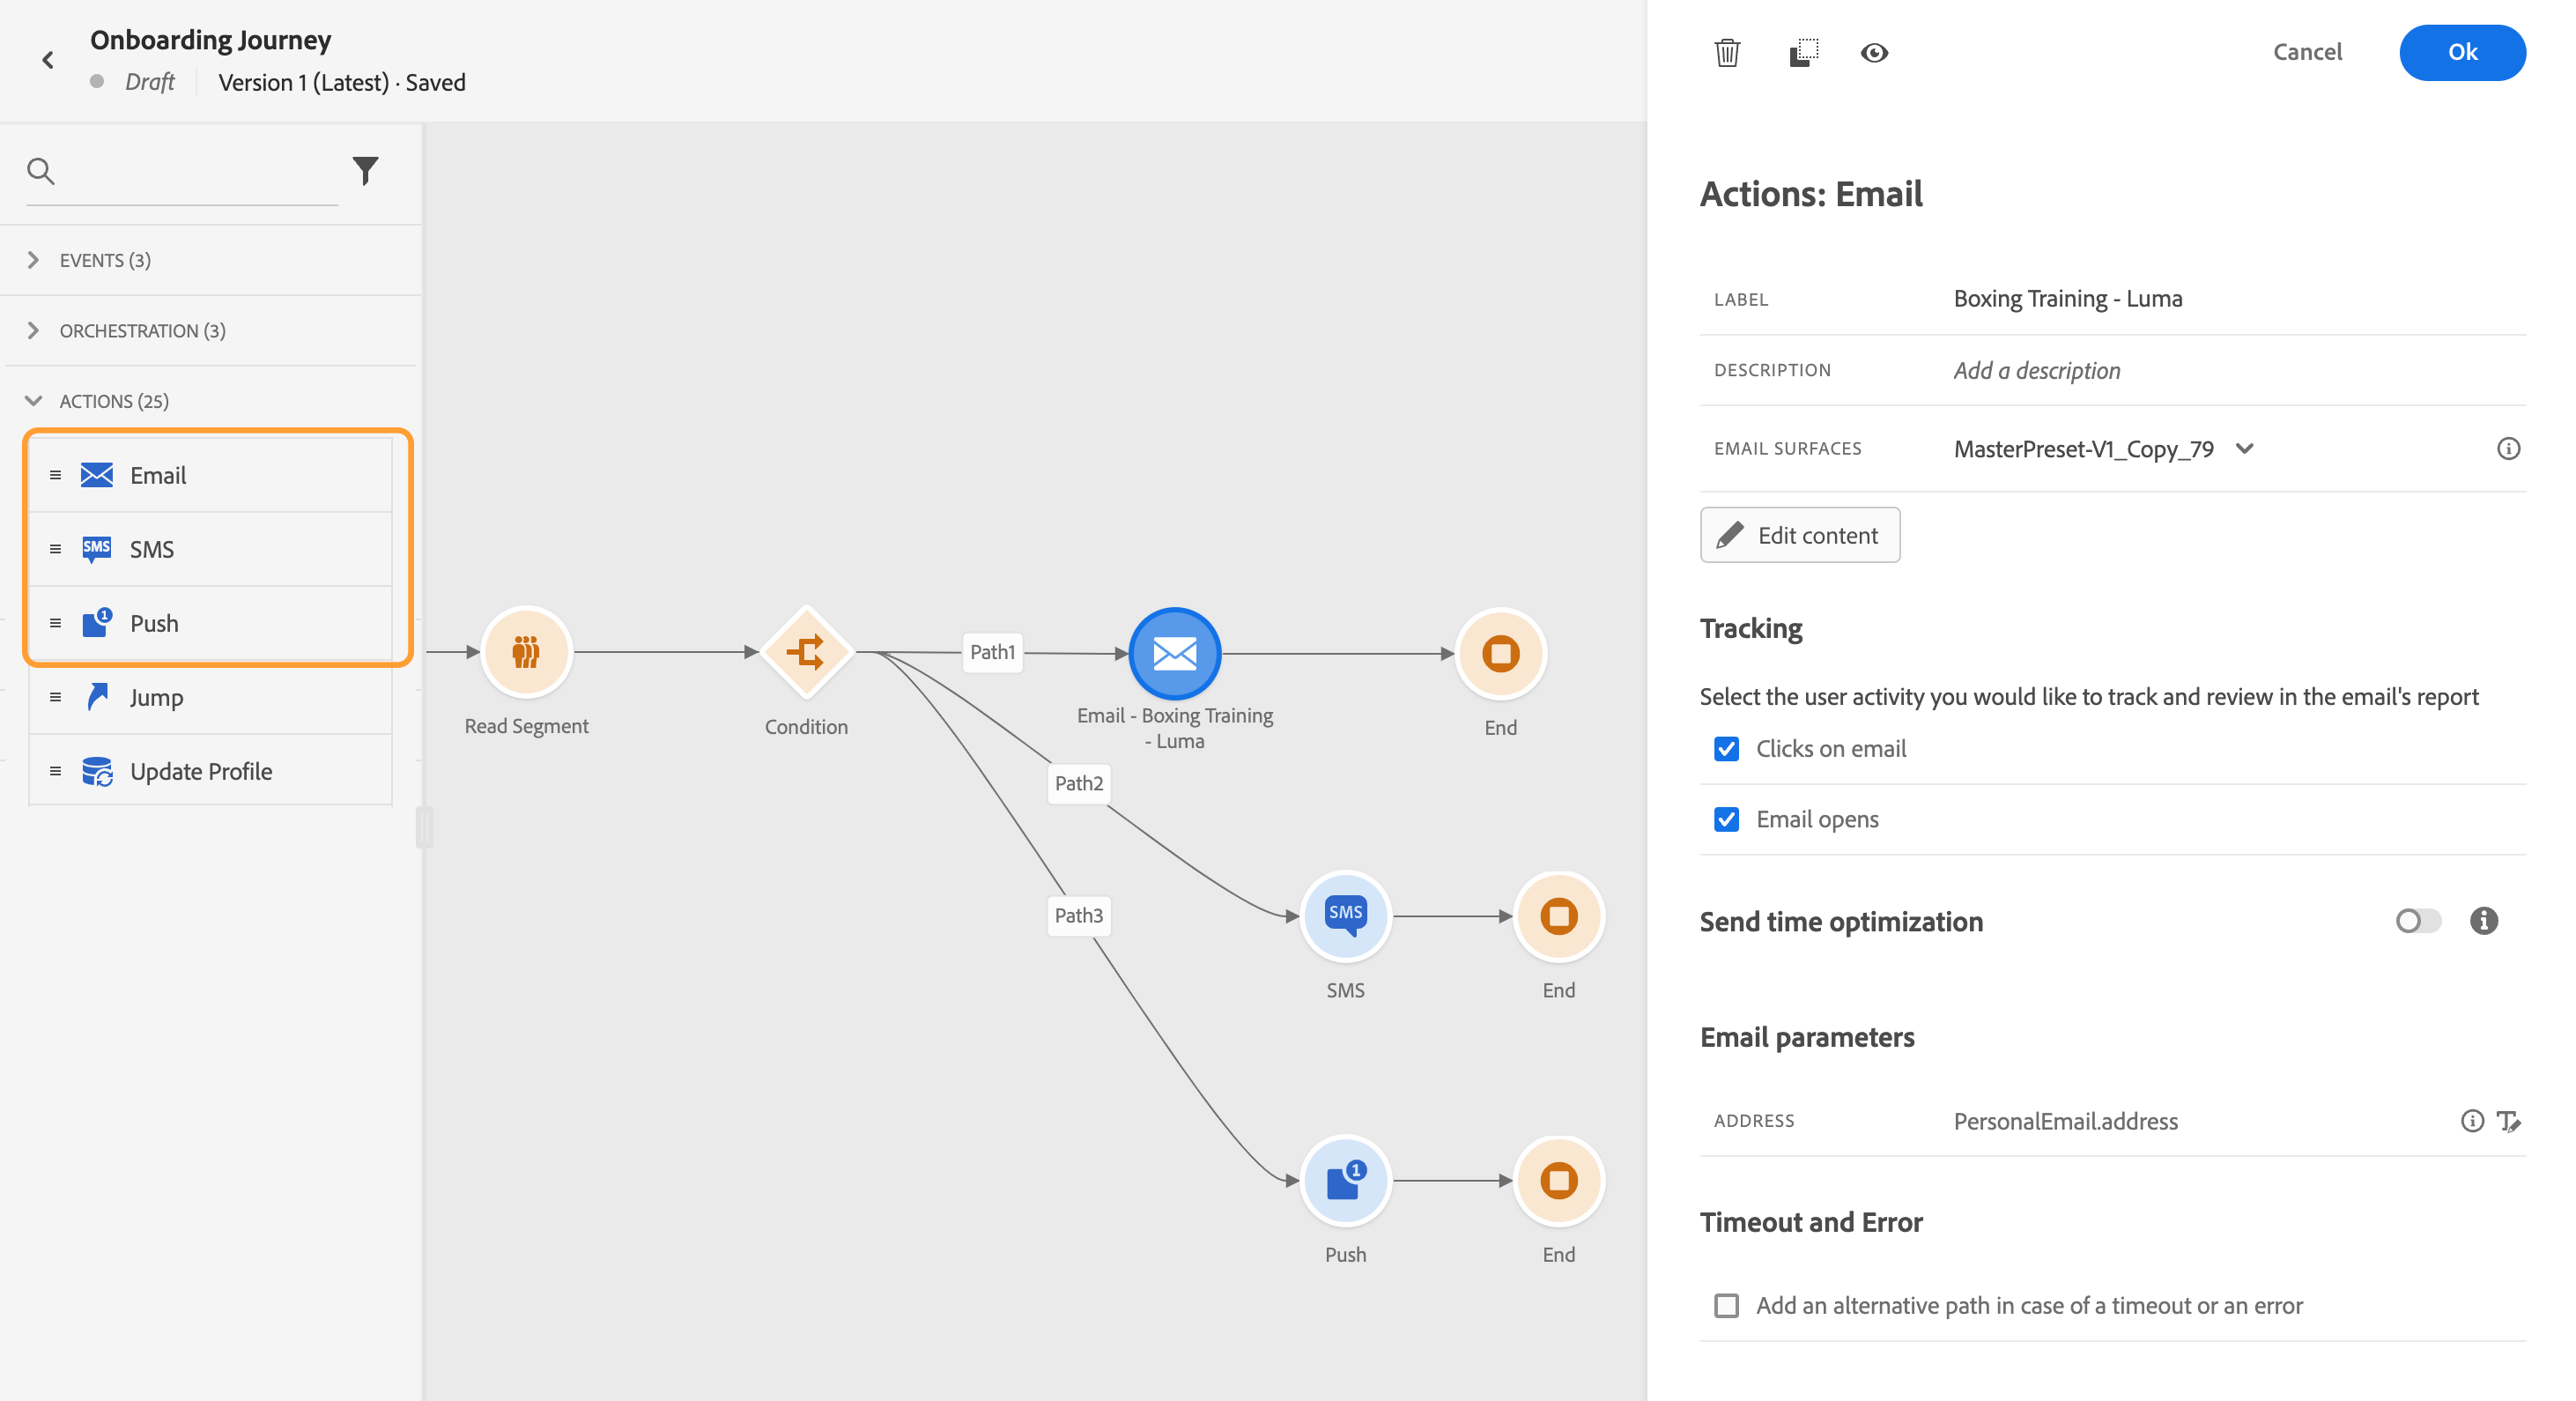 Onboarding Journey
Draft Version 1 (Latest) · Saved
Cancel
Ok
EVENTS (3)
ORCHESTRATION (3)
ACTIONS (25)
Email
SMS
SMS
1
Push
Jump
Update Profile
Read Segment
Condition
Path1
Email - Boxing Training
- Luma
End
Path2
SMS
SMS
End
Path3
1
Push
End
Actions: Email
LABEL Boxing Training - Luma
DESCRIPTION Add a description
EMAIL SURFACES MasterPreset-V1_Copy_79
Edit content
Tracking
Select the user activity you would like to track and review in the email's report
Clicks on email
Email opens
Send time optimization
Email parameters
ADDRESS PersonalEmail.address
Timeout and Error
Add an alternative path in case of a timeout or an error